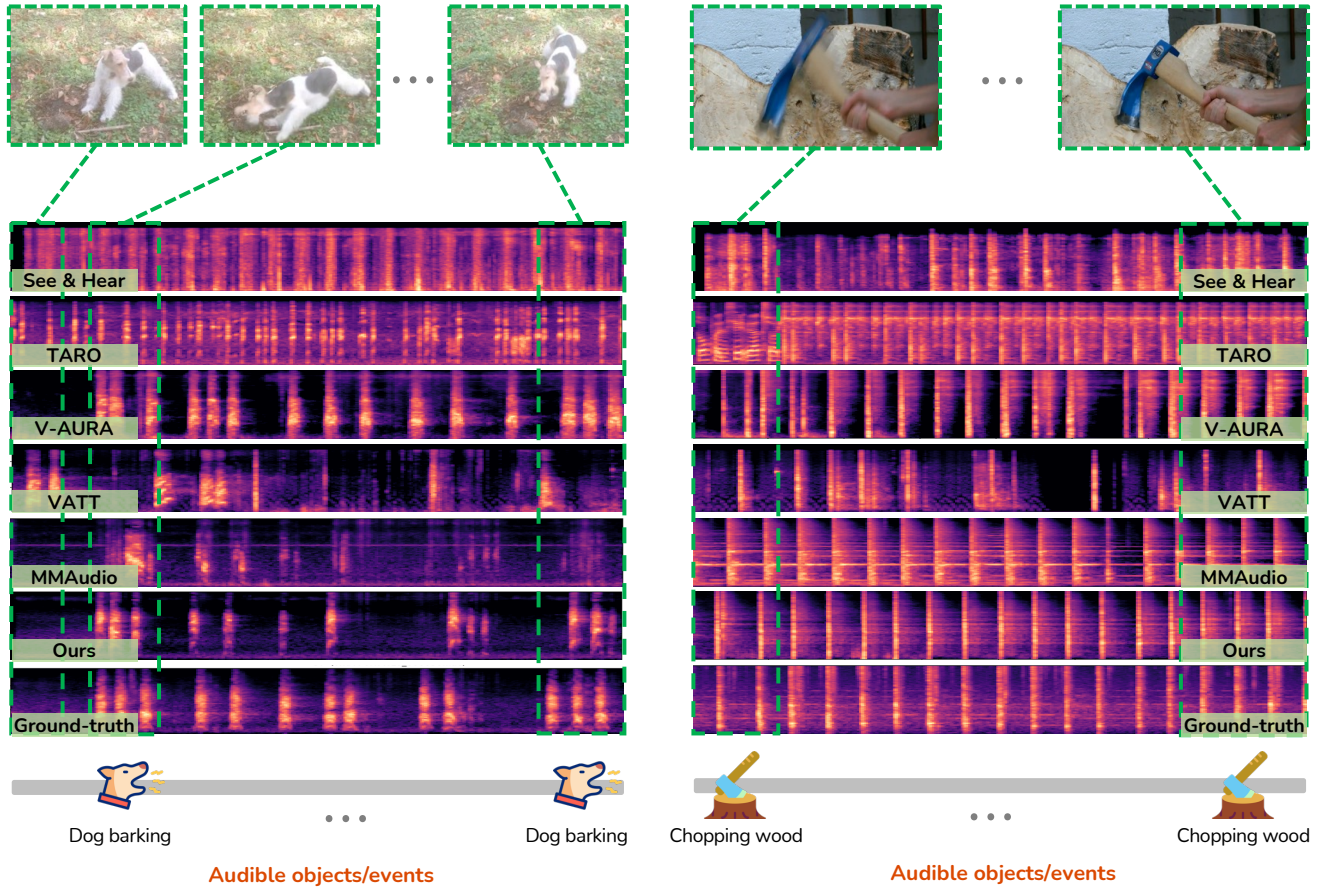 See & Hear
TARO
V-AURA
VATT
MMAudio
Ours
Ground-truth
Dog barking
Dog barking
Audible objects/events
See & Hear
TARO
V-AURA
VATT
MMAudio
Ours
Ground-truth
Chopping wood
Chopping wood
Audible objects/events